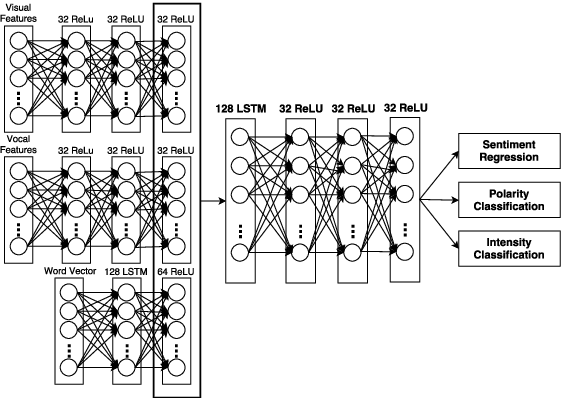 Visual
Features
32 ReLu
32 ReLU
32 ReLU
Vocal
Features
32 ReLu
32 ReLU
32 ReLU
Word Vector
128 LSTM
64 ReLU
128 LSTM
32 ReLU
32 ReLU
32 ReLU
Sentiment
Regression
Polarity
Classification
Intensity
Classification